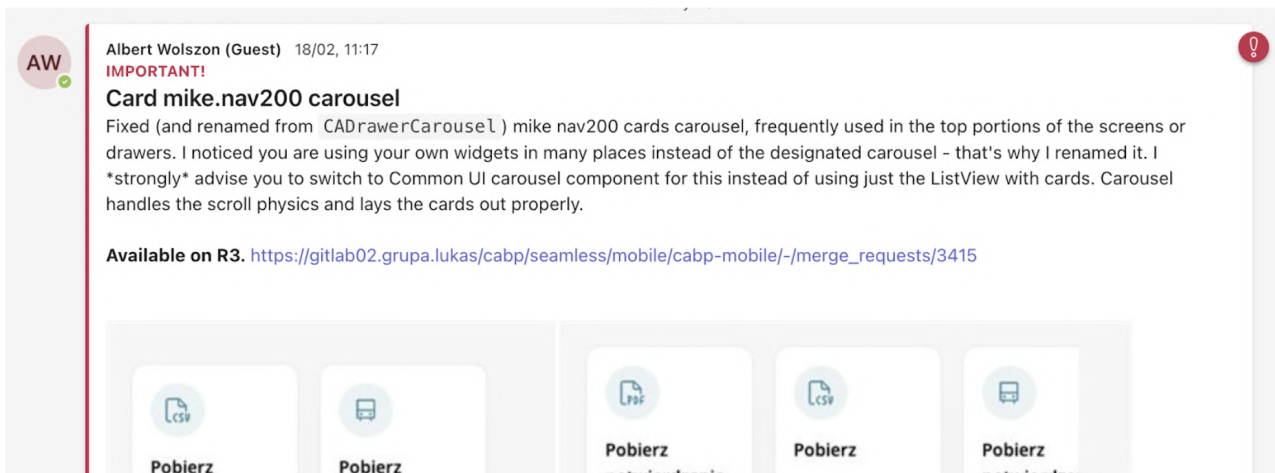 AW
Albert Wolszon (Guest) 18/02, 11:17
IMPORTANT!
Card mike.nav200 carousel
Fixed (and renamed from CADrawerCarousel) mike nav200 cards carousel, frequently used in the top portions of the screens or
drawers. I noticed you are using your own widgets in many places instead of the designated carousel - that's why I renamed it. I
*strongly* advise you to switch to Common UI carousel component for this instead of using just the ListView with cards. Carousel
handles the scroll physics and lays the cards out properly.
Available on R3. https://gitlab02.grupa.lukas/cabp/seamless/mobile/cabp-mobile/-/merge_requests/3415
CSV
PDF
CSV
Pobierz
Pobierz
Pobierz
Pobierz
Pobierz